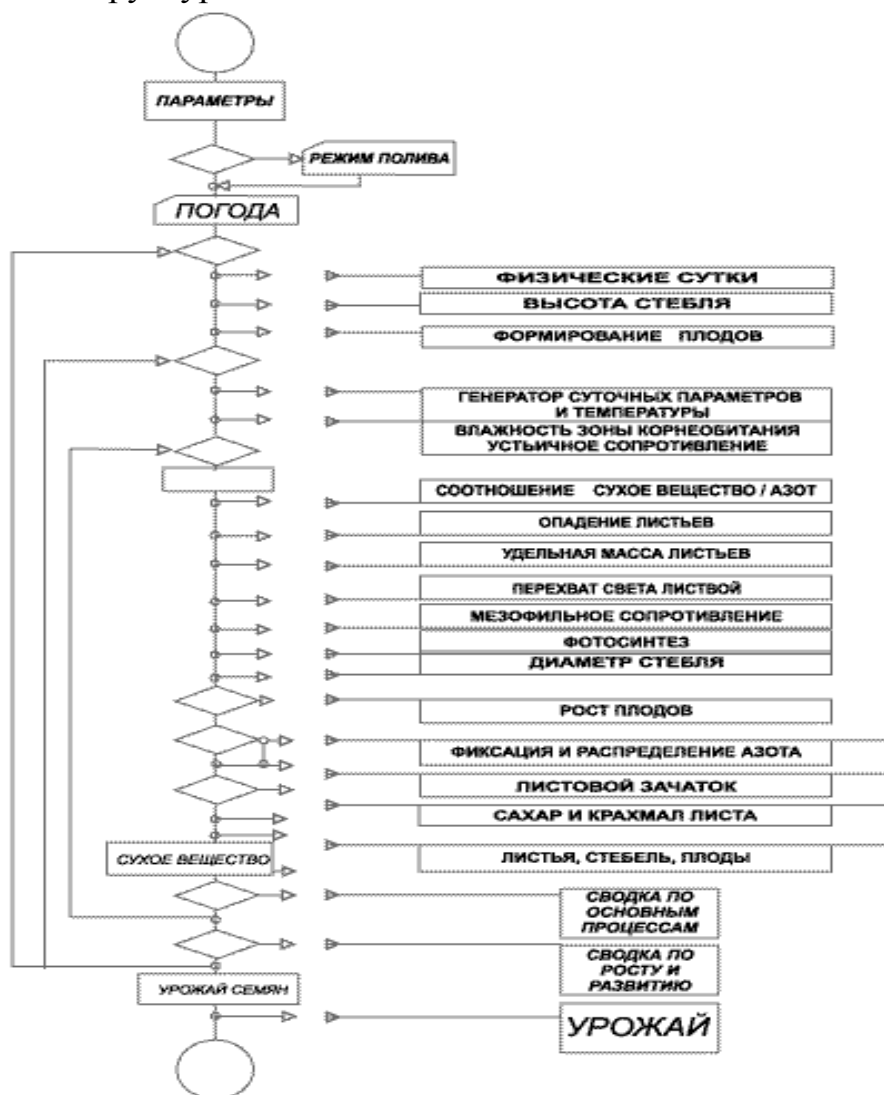 ПАРАМЕТРЫ
РЕЖИМ ПОЛИВА
ПОГОДА
ФИЗИЧЕСКИЕ СУТКИ
ВЫСОТА СТЕБЛЯ
ФОРМИРОВАНИЕ ПЛОДОВ
ГЕНЕРАТОР СУТОЧНЫХ ПАРАМЕТРОВ
И ТЕМПЕРАТУРЫ
ВЛАЖНОСТЬ ЗОНЫ КОРНЕОБИТАНИЯ
УСТЬИЧНОЕ СОПРОТИВЛЕНИЕ
СООТНОШЕНИЕ СУХОЕ ВЕЩЕСТВО / АЗОТ
ОПАДЕНИЕ ЛИСТЬЕВ
УДЕЛЬНАЯ МАССА ЛИСТЬЕВ
ПЕРЕХВАТ СВЕТА ЛИСТВОЙ
МЕЗОФИЛЬНОЕ СОПРОТИВЛЕНИЕ
ФОТОСИНТЕЗ
ДИАМЕТР СТЕБЛЯ
РОСТ ПЛОДОВ
ФИКСАЦИЯ И РАСПРЕДЕЛЕНИЕ АЗОТА
ЛИСТОВОЙ ЗАЧАТОК
САХАР И КРАХМАЛ ЛИСТА
СУХОЕ ВЕЩЕСТВО
ЛИСТЬЯ, СТЕБЕЛЬ, ПЛОДЫ
СВОДКА ПО
ОСНОВНЫМ
ПРОЦЕССАМ
СВОДКА ПО
РОСТУ И
РАЗВИТИЮ
УРОЖАЙ СЕМЯН
УРОЖАЙ